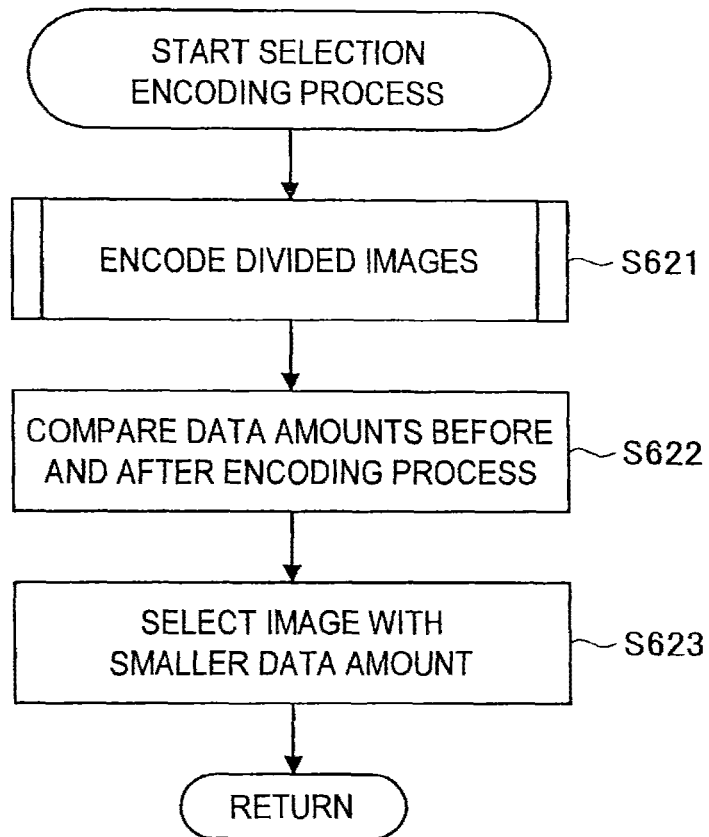 START SELECTION
ENCODING PROCESS
ENCODE DIVIDED IMAGES
S621
COMPARE DATA AMOUNTS BEFORE
AND AFTER ENCODING PROCESS
S622
SELECT IMAGE WITH
SMALLER DATA AMOUNT
S623
RETURN